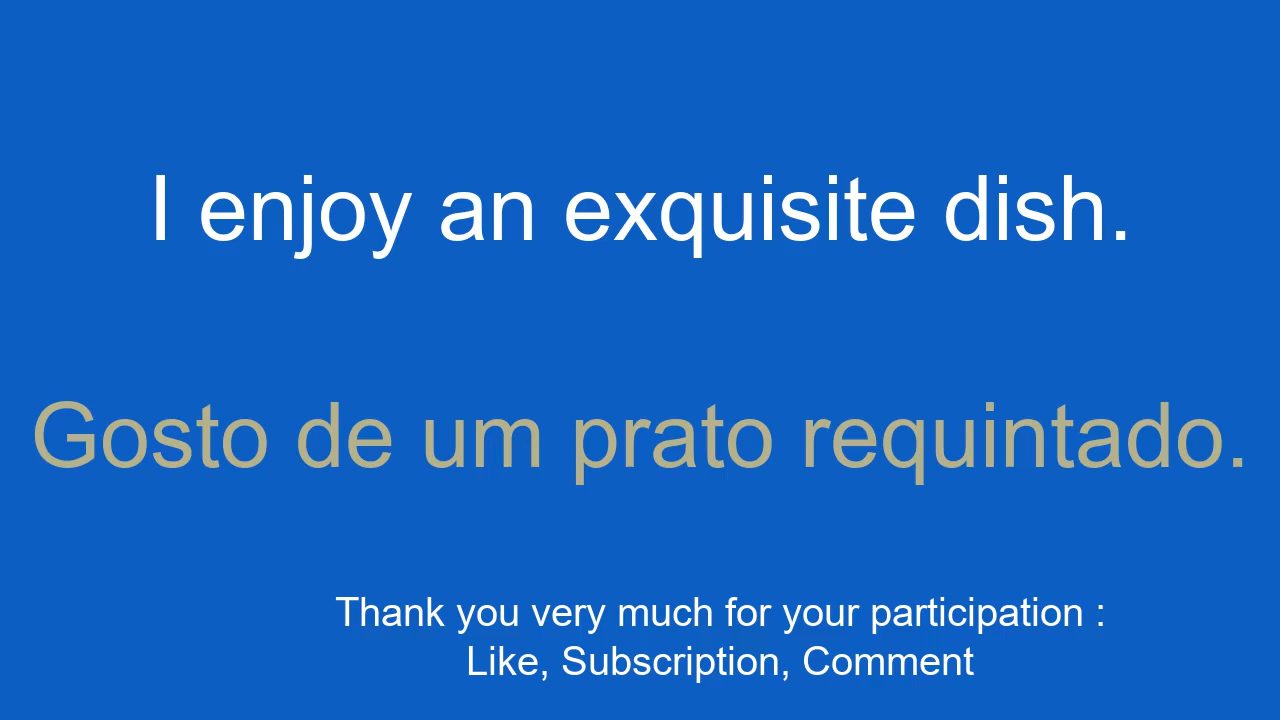 I enjoy an exquisite dish.
Gosto de um prato requintado.
Thank you very much for your participation :
Like, Subscription, Comment